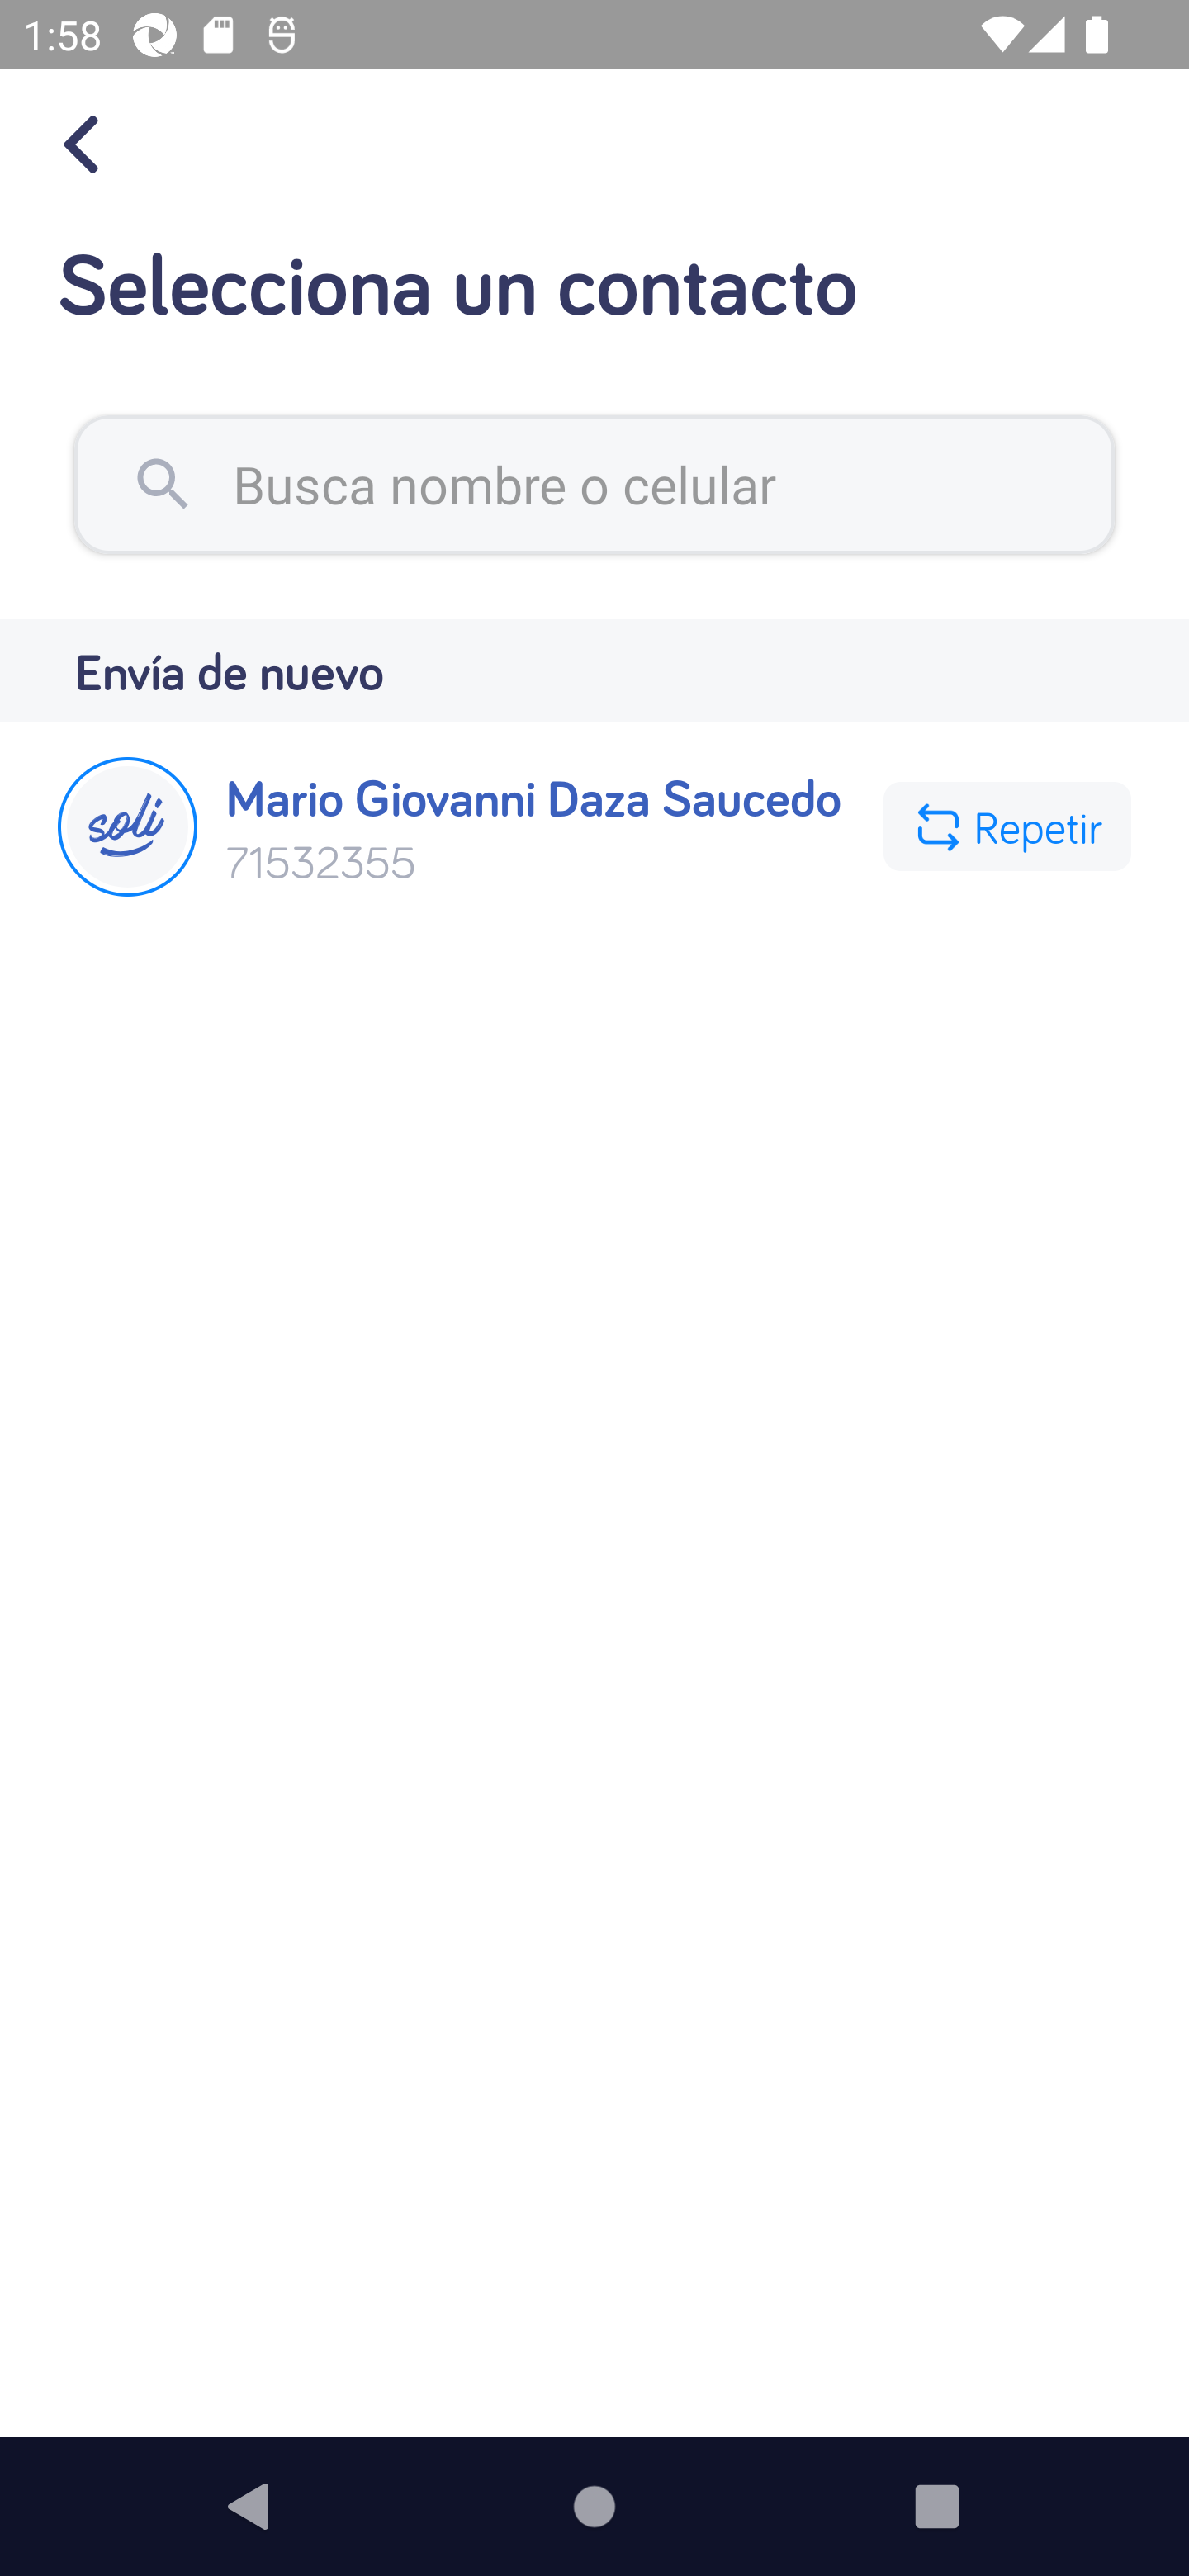 1:58
Selecciona un contacto
Busca nombre o celular
Envía de nuevo
soli
Mario Giovanni Daza Saucedo
71532355
Repetir